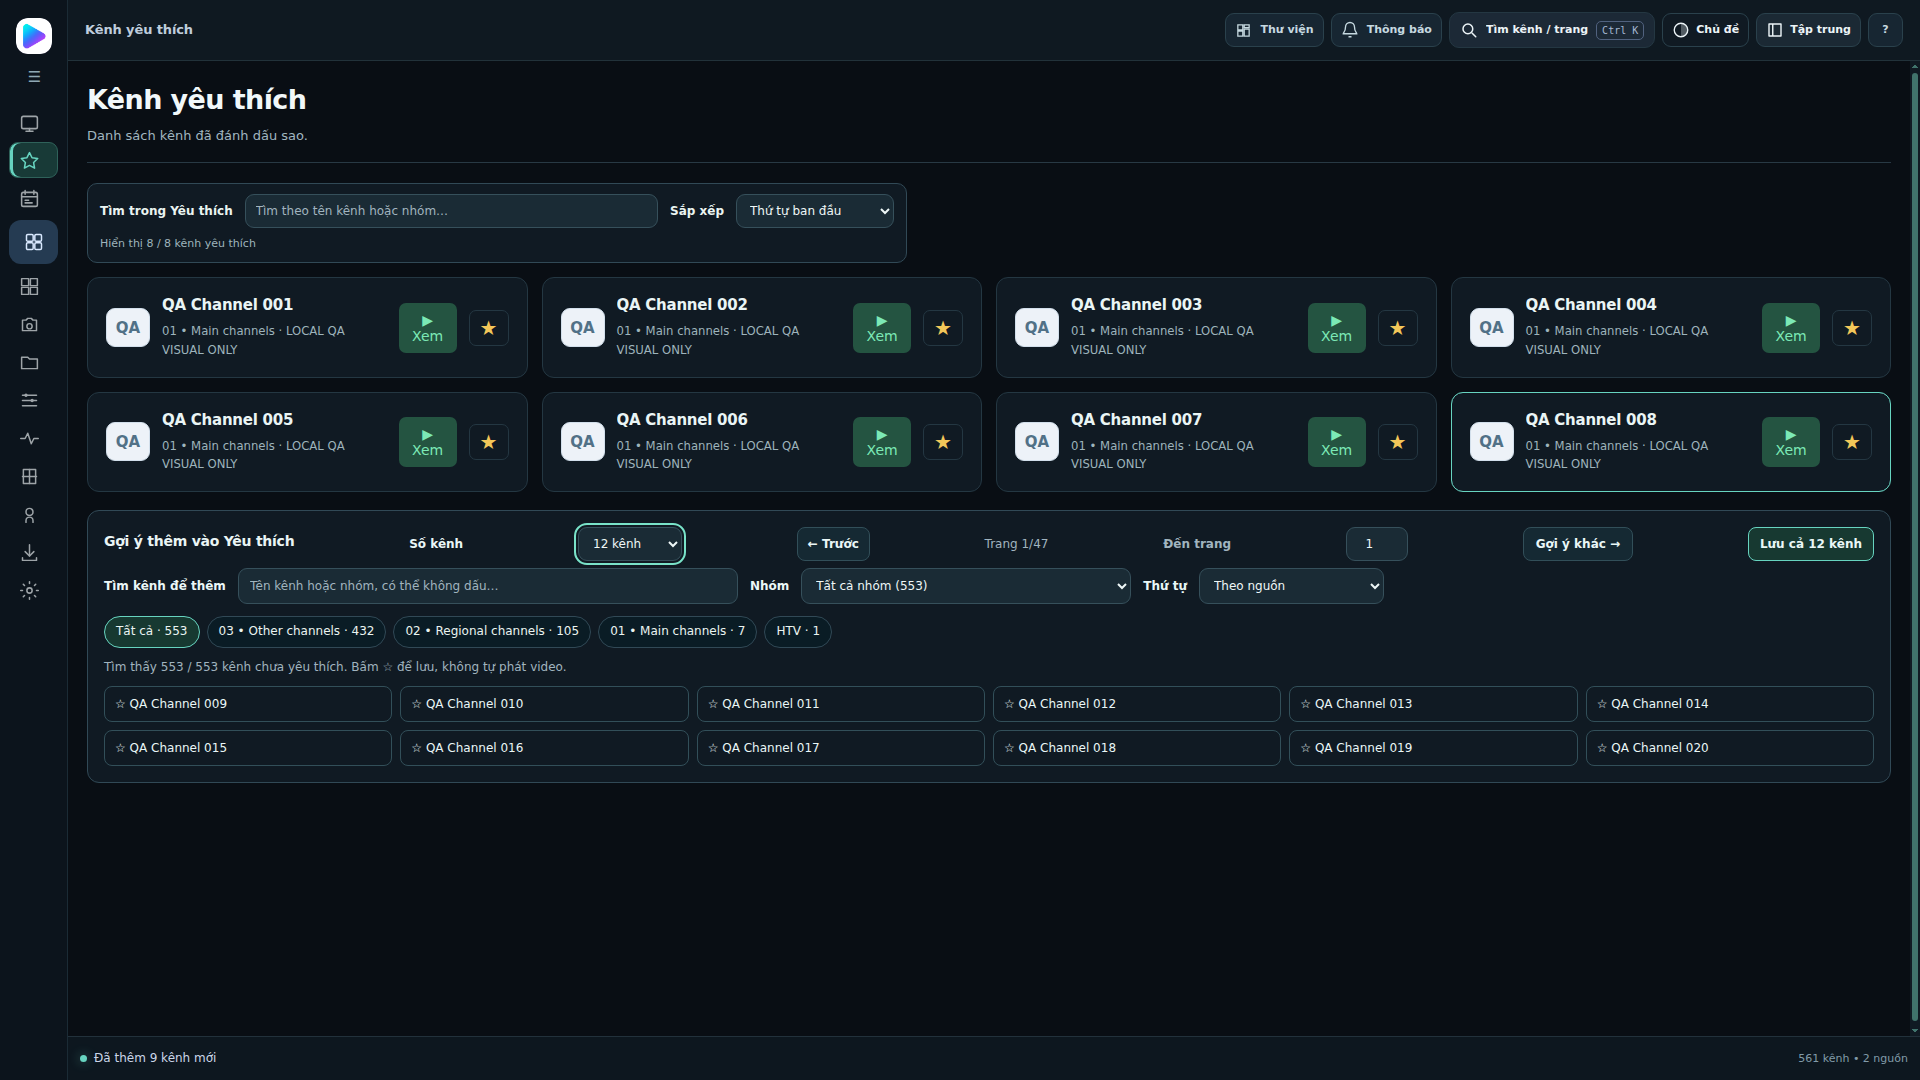 Kênh yêu thích
Thư viện
Thông báo
Tìm kênh / trang Ctrl K
Chủ đề
Tập trung
?
Kênh yêu thích
Danh sách kênh đã đánh dấu sao.
Tìm trong Yêu thích
Tìm theo tên kênh hoặc nhóm...
Sắp xếp
Thứ tự ban đầu
Hiển thị 8 / 8 kênh yêu thích
QA
QA Channel 001
01 • Main channels · LOCAL QA
VISUAL ONLY
▶
Xem
★
QA
QA Channel 002
01 • Main channels · LOCAL QA
VISUAL ONLY
▶
Xem
★
QA
QA Channel 003
01 • Main channels · LOCAL QA
VISUAL ONLY
▶
Xem
★
QA
QA Channel 004
01 • Main channels · LOCAL QA
VISUAL ONLY
▶
Xem
★
QA
QA Channel 005
01 • Main channels · LOCAL QA
VISUAL ONLY
▶
Xem
★
QA
QA Channel 006
01 • Main channels · LOCAL QA
VISUAL ONLY
▶
Xem
★
QA
QA Channel 007
01 • Main channels · LOCAL QA
VISUAL ONLY
▶
Xem
★
QA
QA Channel 008
01 • Main channels · LOCAL QA
VISUAL ONLY
▶
Xem
★
Gợi ý thêm vào Yêu thích
Số kênh
12 kênh
← Trước
Trang 1/47
Đến trang
1
Gợi ý khác →
Lưu cả 12 kênh
Tìm kênh để thêm
Tên kênh hoặc nhóm, có thể không dấu...
Nhóm
Tất cả nhóm (553)
Thứ tự
Theo nguồn
Tất cả · 553
03 • Other channels · 432
02 • Regional channels · 105
01 • Main channels · 7
HTV · 1
Tìm thấy 553 / 553 kênh chưa yêu thích. Bấm ☆ để lưu, không tự phát video.
☆ QA Channel 009
☆ QA Channel 010
☆ QA Channel 011
☆ QA Channel 012
☆ QA Channel 013
☆ QA Channel 014
☆ QA Channel 015
☆ QA Channel 016
☆ QA Channel 017
☆ QA Channel 018
☆ QA Channel 019
☆ QA Channel 020
Đã thêm 9 kênh mới
561 kênh • 2 nguồn